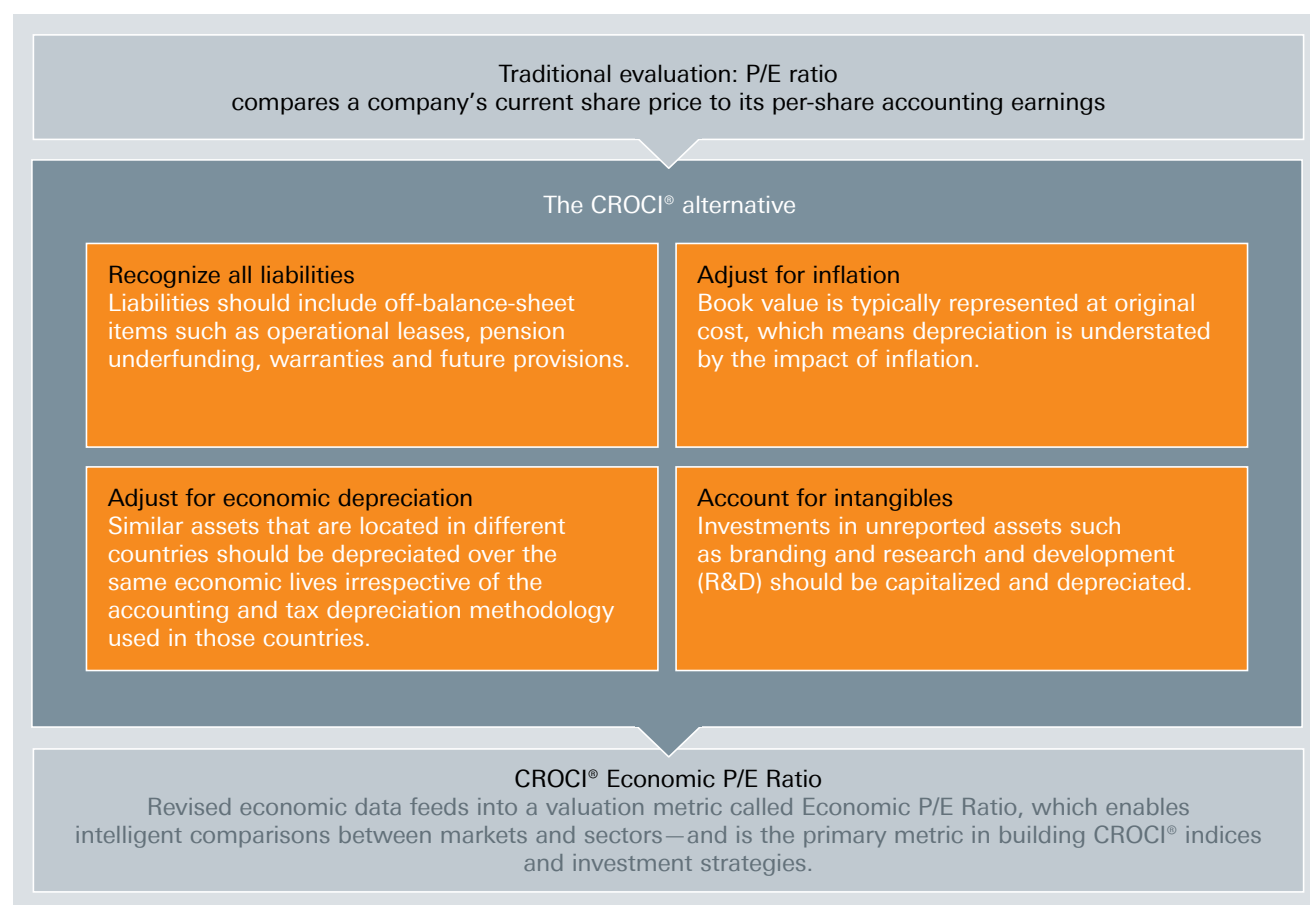 Traditional evaluation: P/E ratio
compares a company's current share price to its per-share accounting earnings
The CROCI® alternative
Recognize all liabilities
Liabilities should include off-balance-sheet
items such as operational leases, pension
underfunding, warranties and future provisions.
Adjust for inflation
Book value is typically represented at original
cost, which means depreciation is understated
by the impact of inflation.
Adjust for economic depreciation
Similar assets that are located in different
countries should be depreciated over the
same economic lives irrespective of the
accounting and tax depreciation methodology
used in those countries.
Account for intangibles
Investments in unreported assets such
as branding and research and development
(R&D) should be capitalized and depreciated.
CROCI® Economic P/E Ratio
Revised economic data feeds into a valuation metric called Economic P/E Ratio, which enables
intelligent comparisons between markets and sectors—and is the primary metric in building CROCI® indices
and investment strategies.